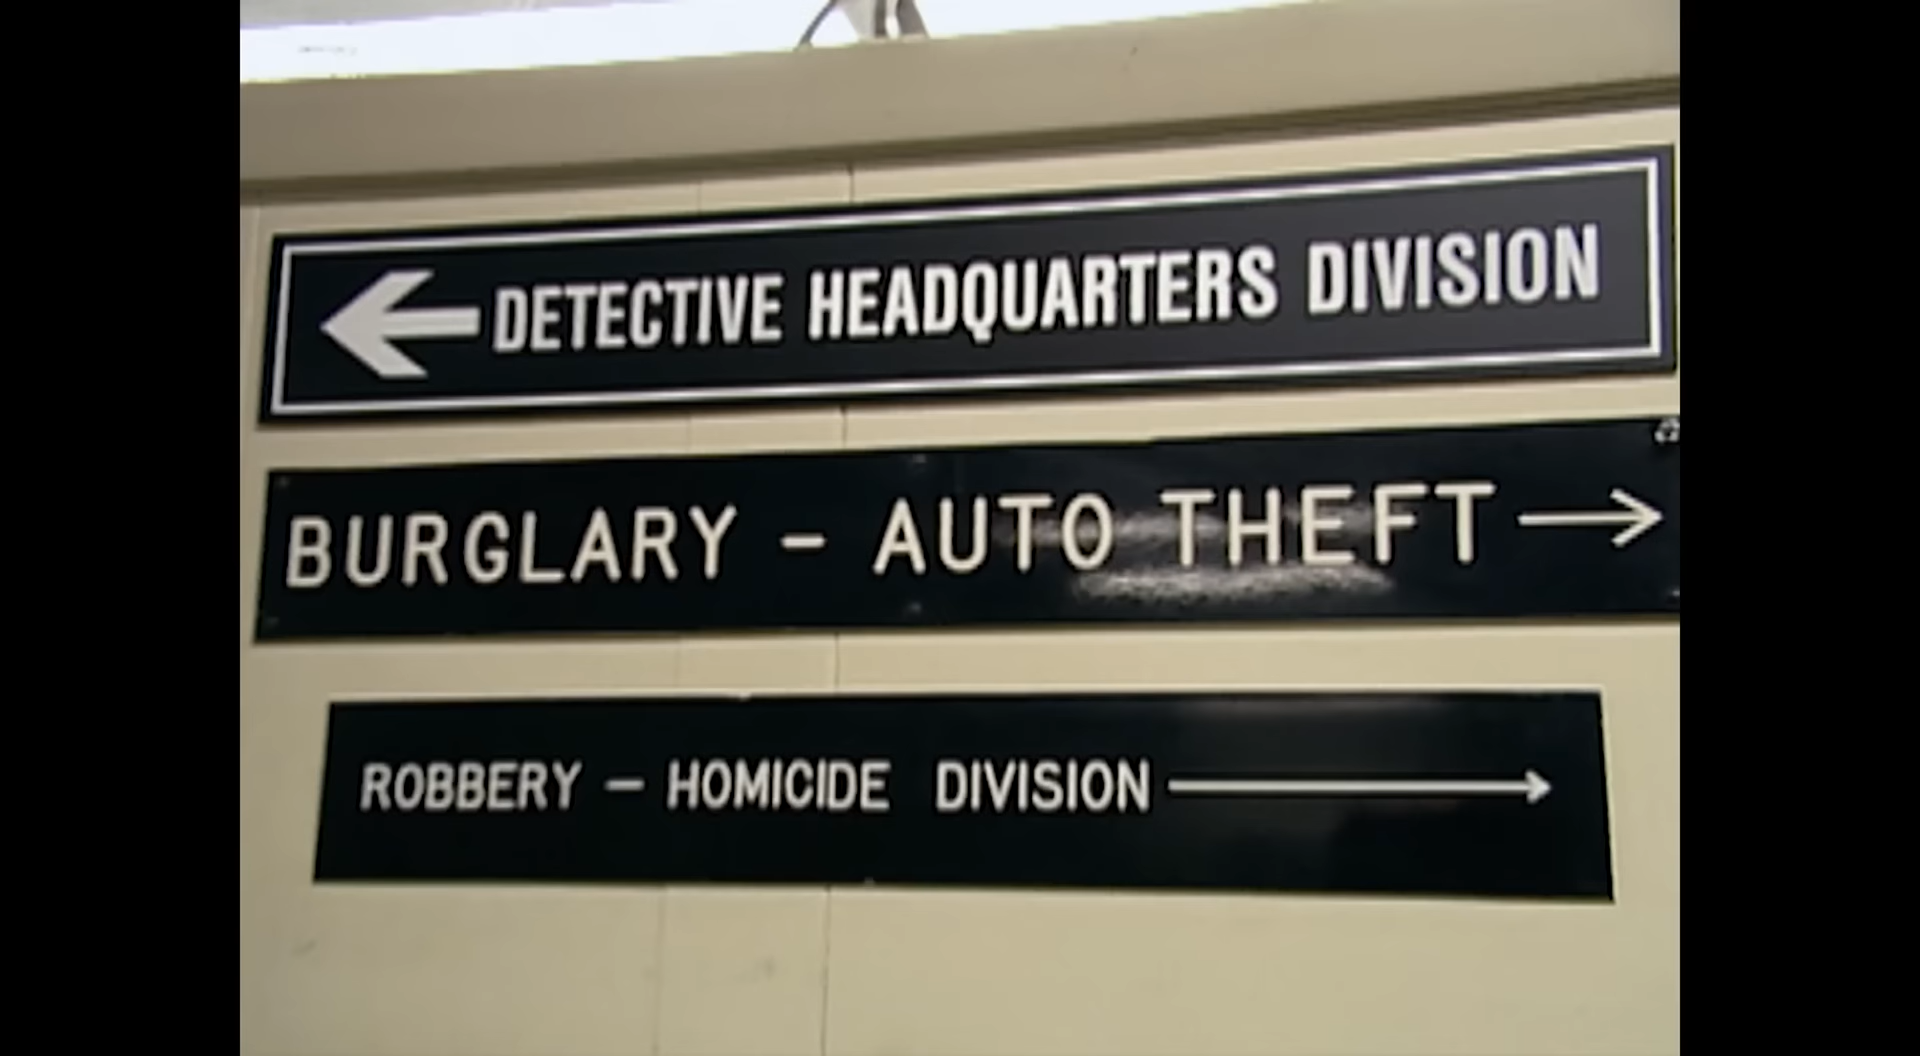 ← DETECTIVE HEADQUARTERS DIVISION
BURGLARY - AUTO THEFT →
ROBBERY - HOMICIDE DIVISION →